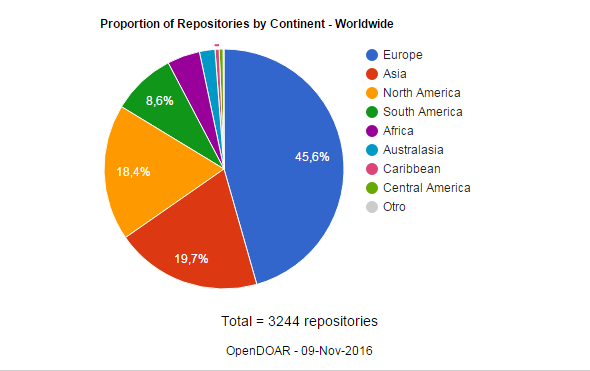 Proportion of Repositories by Continent - Worldwide
45,6%
19,7%
18,4%
8,6%
Europe
Asia
North America
South America
Africa
Australasia
Caribbean
Central America
Otro
Total = 3244 repositories
OpenDOAR - 09-Nov-2016